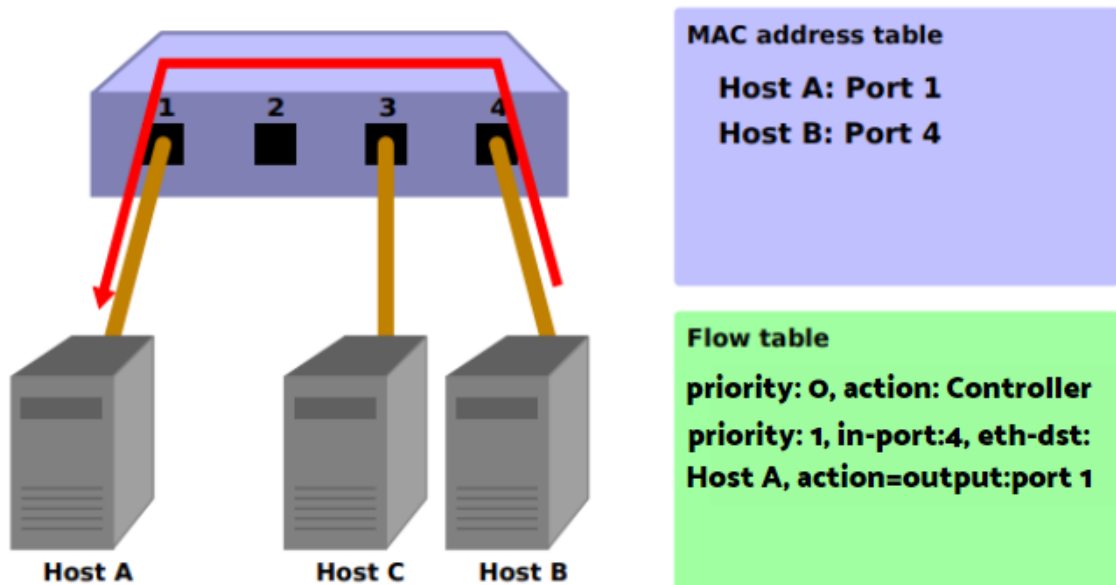 1 2 3 4
Host A Host C Host B
MAC address table
Host A: Port 1
Host B: Port 4
Flow table
priority: 0, action: Controller
priority: 1, in-port:4, eth-dst:
Host A, action=output:port 1